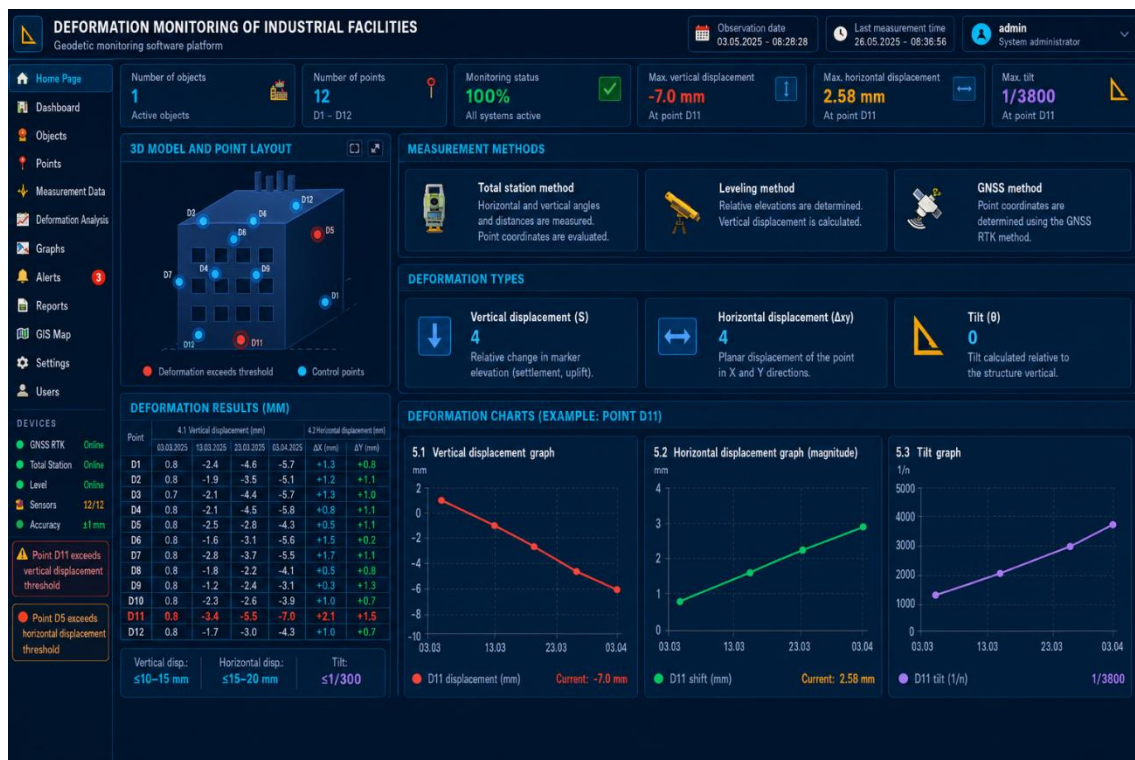 DEFORMATION MONITORING OF INDUSTRIAL FACILITIES
Geodetic monitoring software platform
Observation date
03.05.2025 - 08:28:28
Last measurement time
26.05.2025 - 08:36:56
admin
System administrator
Home Page
Dashboard
Objects
Points
Measurement Data
Deformation Analysis
Graphs
Alerts 3
Reports
GIS Map
Settings
Users
DEVICES
GNSS RTK Online
Total Station Online
Level Online
Sensors 12/12
Accuracy ±1 mm
Point D11 exceeds
vertical displacement
threshold
Point D5 exceeds
horizontal displacement
threshold
Number of objects
1
Active objects
Number of points
12
D1 - D12
Monitoring status
100%
All systems active
Max. vertical displacement
-7.0 mm
At point D11
Max. horizontal displacement
2.58 mm
At point D11
Max. tilt
1/3800
At point D11
3D MODEL AND POINT LAYOUT
D12
D2 D6
D6 D5
D7 D4 D9
D1
D12 D11
Deformation exceeds threshold Control points
DEFORMATION RESULTS (MM)
Point 4.1 Vertical displacement (mm) 4.2 Horizontal displacement (mm)
03.03.2025 13.03.2025 23.03.2025 03.04.2025 ΔX (mm) ΔY (mm)
D1 0.8 -2.4 -4.6 -5.7 +1.3 +0.8
D2 0.8 -1.9 -3.5 -5.1 +1.2 +1.1
D3 0.7 -2.1 -4.4 -5.7 +1.3 +1.0
D4 0.8 -2.1 -4.5 -5.8 +0.8 +1.1
D5 0.8 -2.5 -2.8 -4.3 +0.5 +1.1
D6 0.8 -1.6 -3.1 -5.6 +1.5 +0.2
D7 0.8 -2.8 -3.7 -5.5 +1.7 +1.1
D8 0.8 -1.8 -2.2 -4.1 +0.5 +0.8
D9 0.8 -1.2 -2.4 -3.1 +0.3 +1.3
D10 0.8 -2.3 -2.6 -3.9 +1.0 +0.7
D11 0.8 -3.4 -5.5 -7.0 +2.1 +1.5
D12 0.8 -1.7 -3.0 -4.3 +1.0 +0.7
Vertical disp.: Horizontal disp.: Tilt:
≤10–15 mm ≤15–20 mm ≤1/300
MEASUREMENT METHODS
Total station method
Horizontal and vertical angles
and distances are measured.
Point coordinates are evaluated.
Leveling method
Relative elevations are determined.
Vertical displacement is calculated.
GNSS method
Point coordinates are
determined using the GNSS
RTK method.
DEFORMATION TYPES
Vertical displacement (S)
4
Relative change in marker
elevation (settlement, uplift).
Horizontal displacement (Δxy)
4
Planar displacement of the point
in X and Y directions.
Tilt (θ)
0
Tilt calculated relative to
the structure vertical.
DEFORMATION CHARTS (EXAMPLE: POINT D11)
5.1 Vertical displacement graph
mm
2
0
-2
-4
-6
-8
-10
03.03 13.03 23.03 03.04
D11 displacement (mm) Current: -7.0 mm
5.2 Horizontal displacement graph (magnitude)
mm
4
3
2
1
0
03.03 13.03 23.03 03.04
D11 shift (mm) Current: 2.58 mm
5.3 Tilt graph
1/n
5000
4000
3000
2000
1000
0
03.03 13.03 23.03 03.04
D11 tilt (1/n) 1/3800